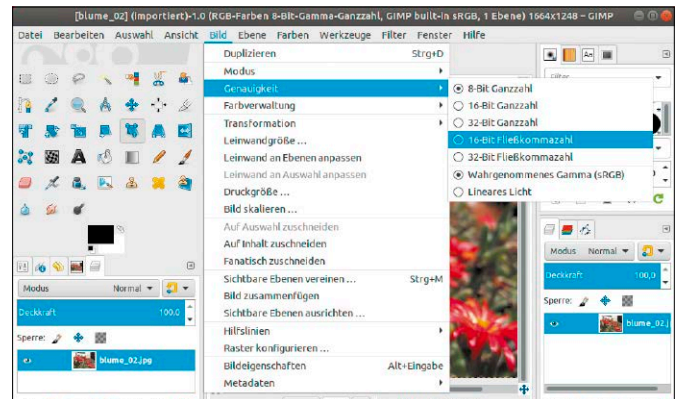 [blume_02] (importiert)-1.0 (RGB-Farben 8-Bit-Gamma-Ganzzahl, GIMP built-in sRGB, 1 Ebene) 1664x1248 – GIMP
Datei Bearbeiten Auswahl Ansicht Bild Ebene Farben Werkzeuge Filter Fenster Hilfe
Duplizieren Strg+D
Modus
Genauigkeit
Farbverwaltung
Transformation
Leinwandgröße ...
Leinwand an Ebenen anpassen
Leinwand an Auswahl anpassen
Druckgröße ...
Bild skalieren ...
Auf Auswahl zuschneiden
Auf Inhalt zuschneiden
Fanatisch zuschneiden
Sichtbare Ebenen vereinen ... Strg+M
Bild zusammenfügen
Sichtbare Ebenen ausrichten ...
Hilfslinien
Raster konfigurieren ...
Bildeigenschaften Alt+Eingabe
Metadaten
8-Bit Ganzzahl
16-Bit Ganzzahl
32-Bit Ganzzahl
16-Bit Fließkommazahl
32-Bit Fließkommazahl
Wahrgenommenes Gamma (sRGB)
Lineares Licht
Modus Normal
Deckkraft 100,0
Sperre:
blume_02.jpg
Aa
Filter
Modus Normal
Deckkraft 100,0
Sperre:
blume_02.j